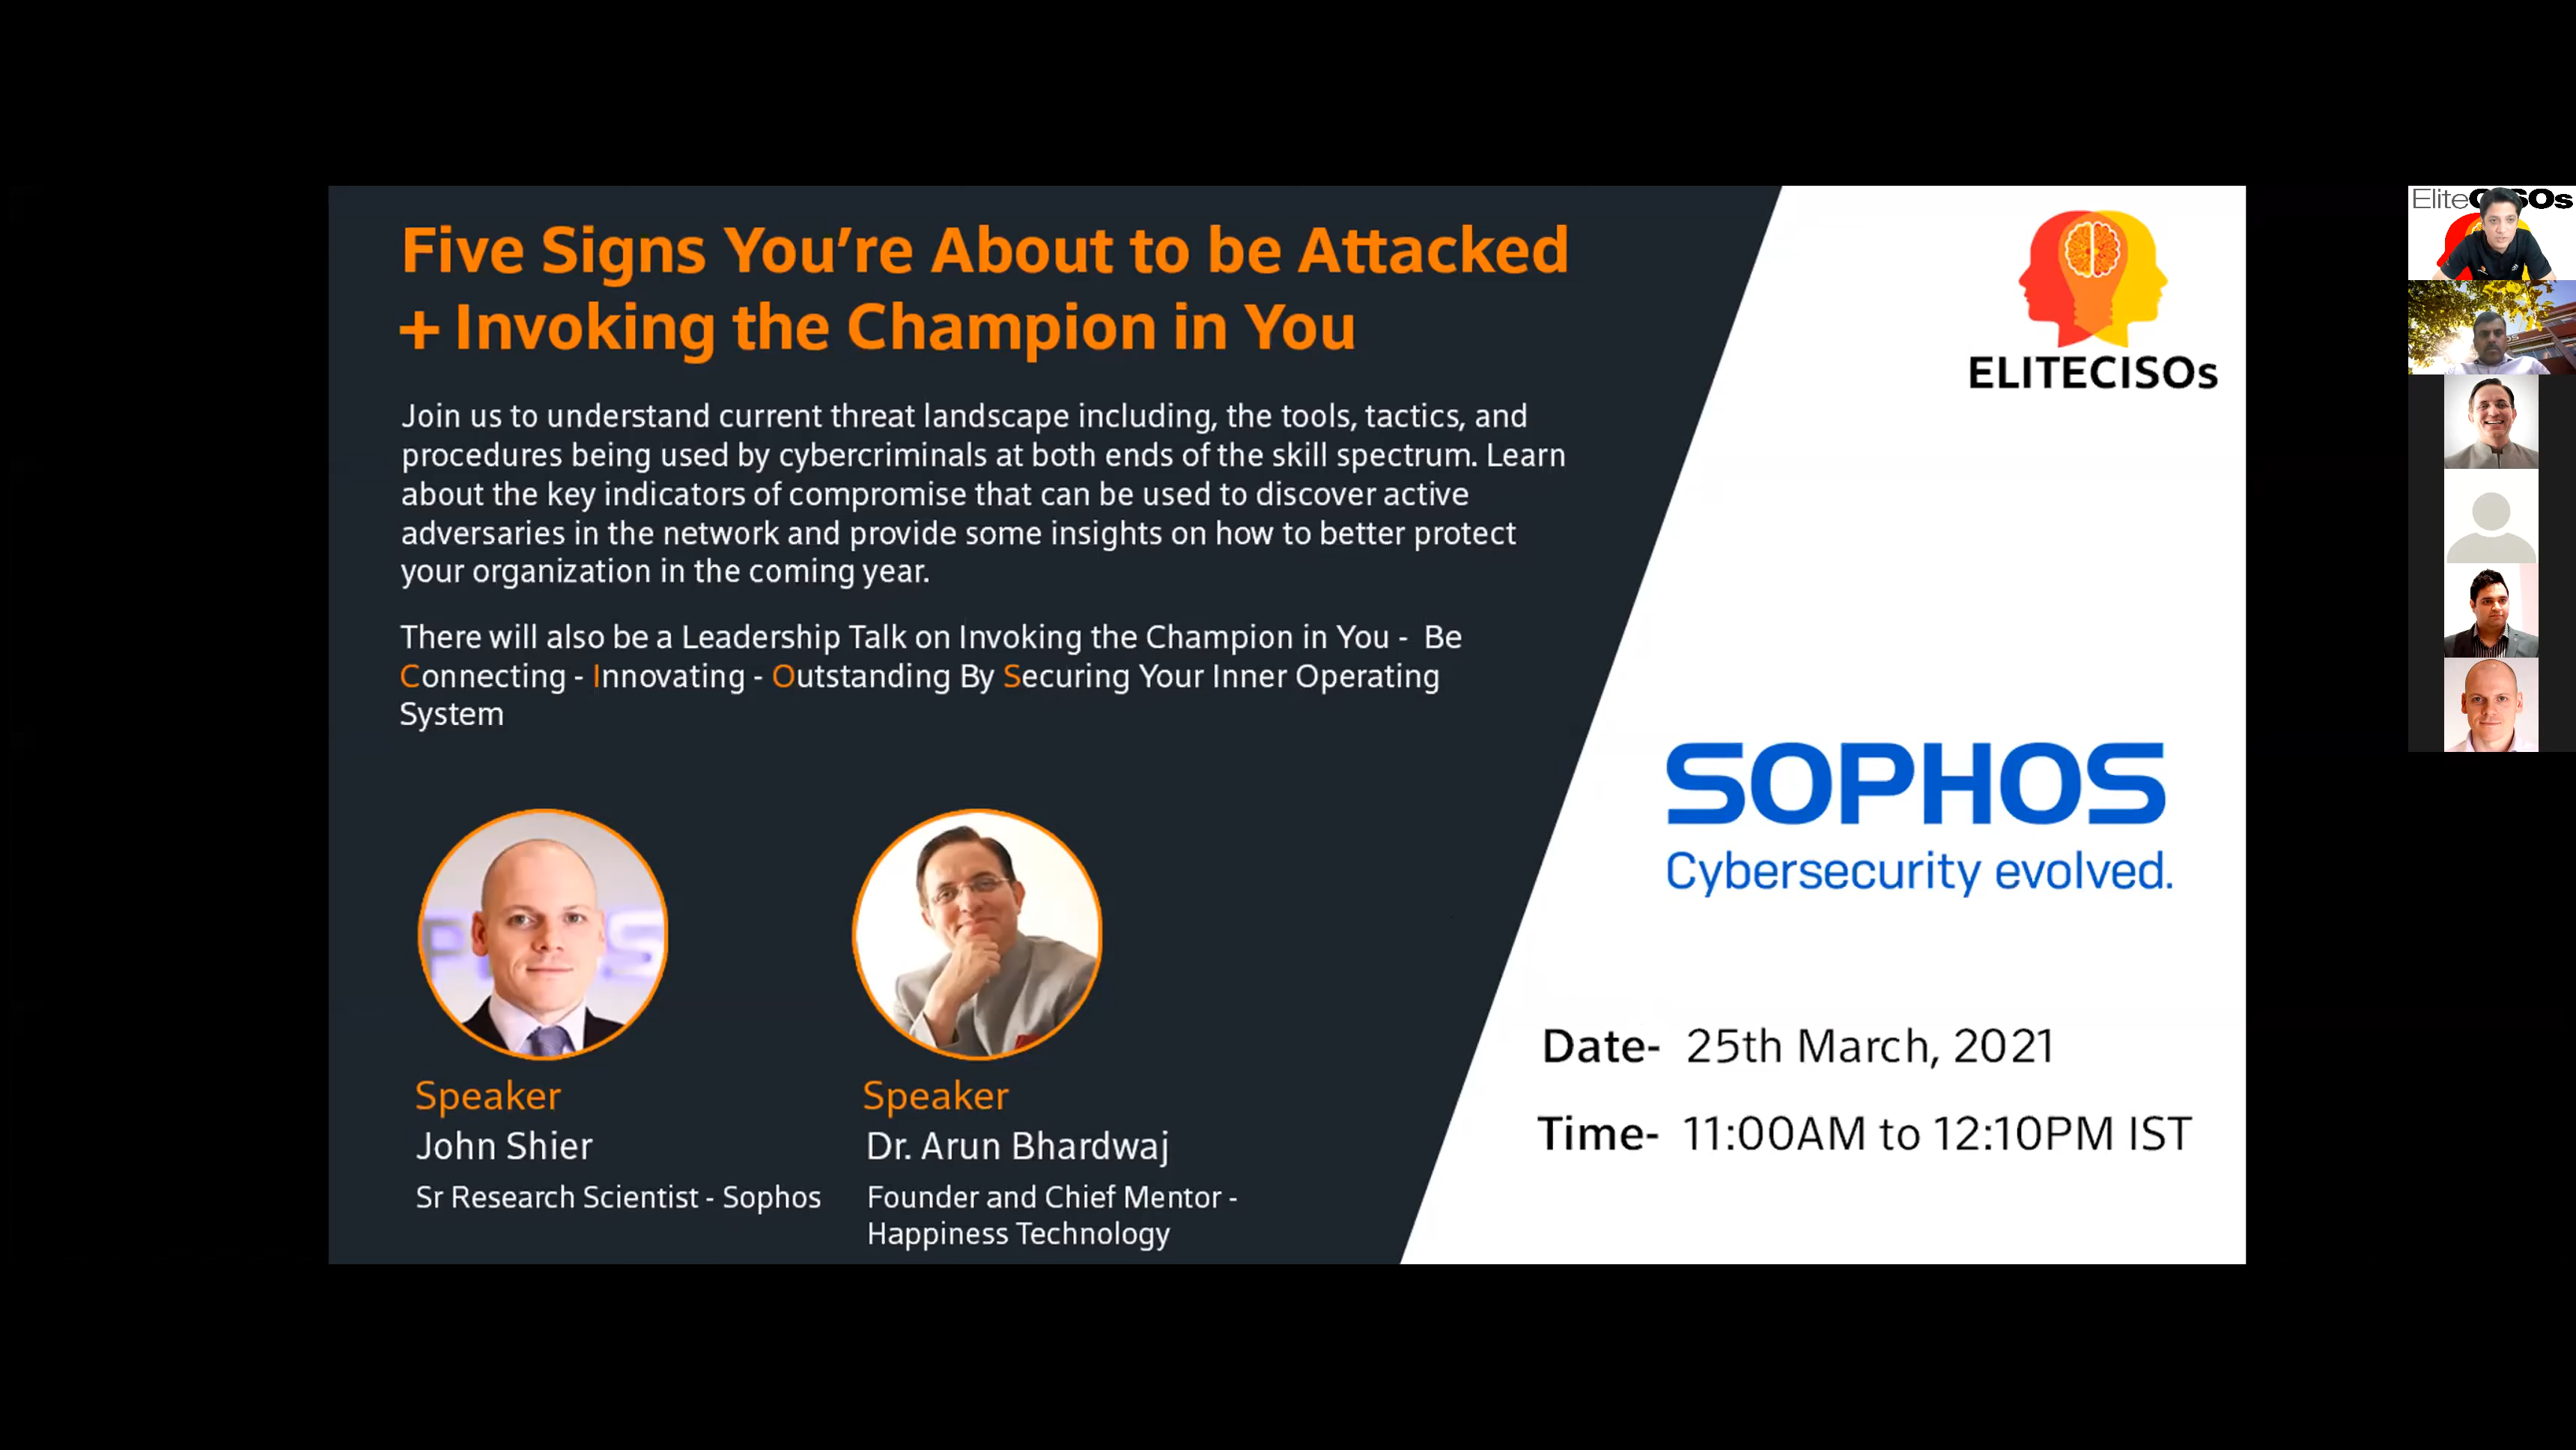 Five Signs You're About to be Attacked
+ Invoking the Champion in You
Join us to understand current threat landscape including, the tools, tactics, and
procedures being used by cybercriminals at both ends of the skill spectrum. Learn
about the key indicators of compromise that can be used to discover active
adversaries in the network and provide some insights on how to better protect
your organization in the coming year.
There will also be a Leadership Talk on Invoking the Champion in You -  Be
Connecting - Innovating - Outstanding By Securing Your Inner Operating
System
Speaker
John Shier
Sr Research Scientist - Sophos
Speaker
Dr. Arun Bhardwaj
Founder and Chief Mentor -
Happiness Technology
ELITECISOs
SOPHOS
Cybersecurity evolved.
Date-  25th March, 2021
Time-  11:00AM to 12:10PM IST